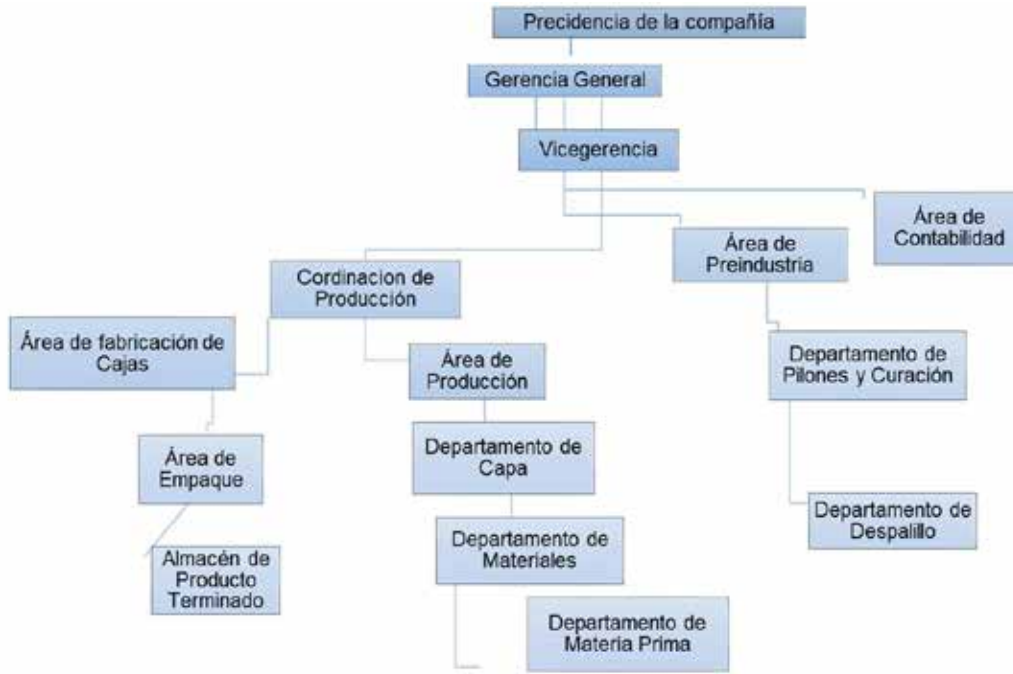 Precidencia de la compañía
Gerencia General
Vicegerencia
Área de
Contabilidad
Área de
Preindustria
Cordinacion de
Producción
Área de fabricación de
Cajas
Área de
Producción
Departamento de
Pilones y Curación
Área de
Empaque
Departamento de
Capa
Departamento de
Despalillo
Departamento de
Materiales
Almacén de
Producto
Terminado
Departamento de
Materia Prima